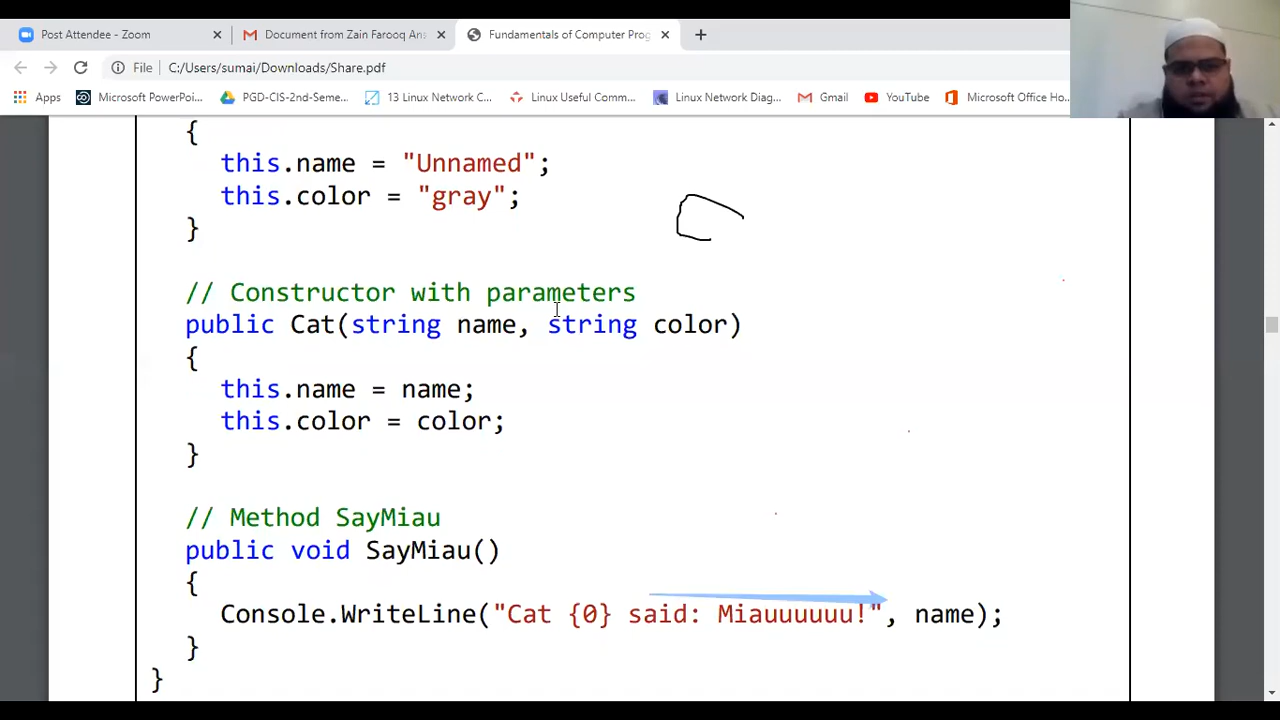 Post Attendee - Zoom
Document from Zain Farooq An
Fundamentals of Computer Prog
File
C:/Users/sumai/Downloads/Share.pdf
Apps
Microsoft PowerPoi...
PGD-CIS-2nd-Seme...
13 Linux Network C...
Linux Useful Comm...
Linux Network Diag...
Gmail
YouTube
Microsoft Office Ho
{
this.name = "Unnamed";
this.color = "gray";
}
// Constructor with parameters
public Cat(string name, string color)
{
this.name = name;
this.color = color;
}
// Method SayMiau
public void SayMiau()
{
Console.WriteLine("Cat {0} said: Miauuuuuu!", name);
}
}